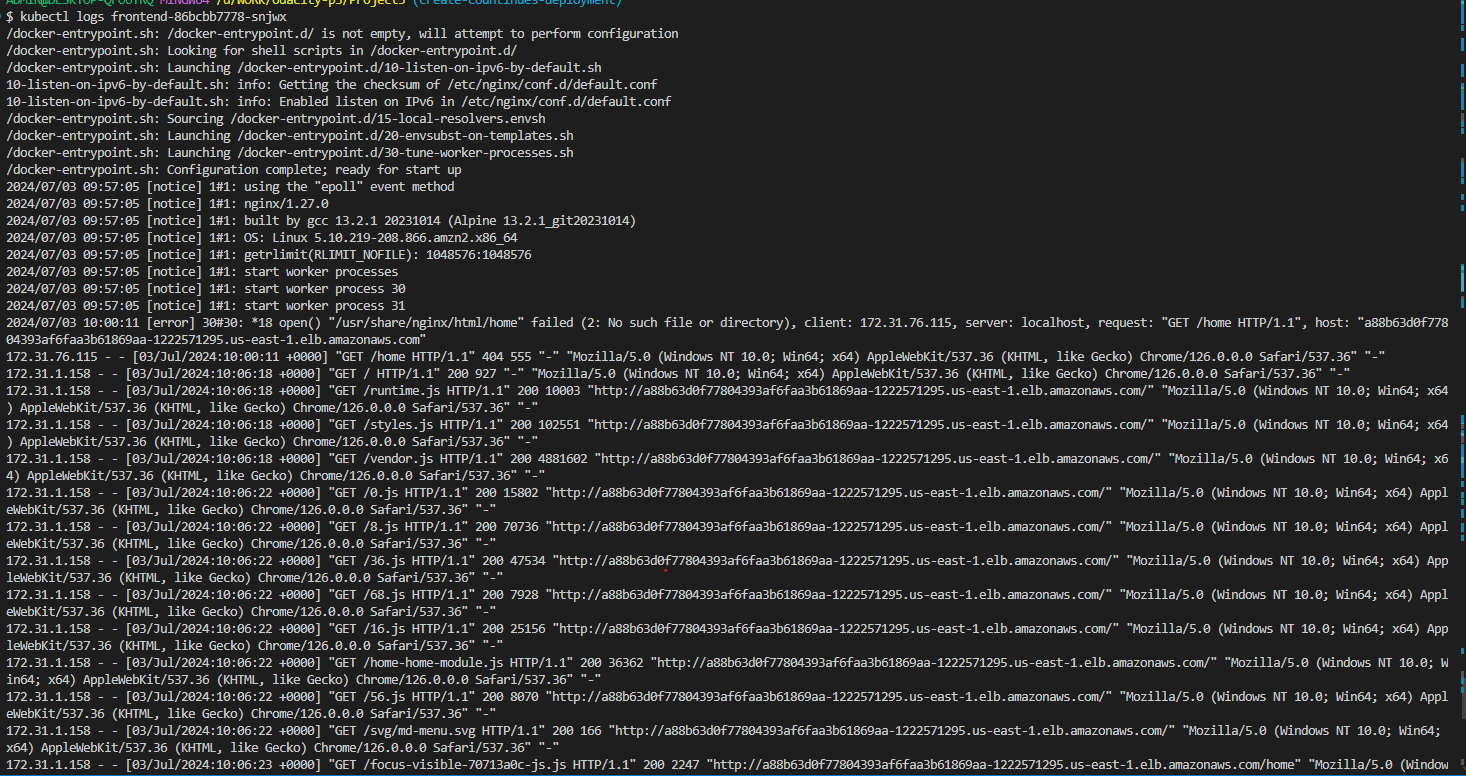 $ kubectl logs frontend-86bcbb7778-snjwx
/docker-entrypoint.sh: /docker-entrypoint.d/ is not empty, will attempt to perform configuration
/docker-entrypoint.sh: Looking for shell scripts in /docker-entrypoint.d/
/docker-entrypoint.sh: Launching /docker-entrypoint.d/10-listen-on-ipv6-by-default.sh
10-listen-on-ipv6-by-default.sh: info: Getting the checksum of /etc/nginx/conf.d/default.conf
10-listen-on-ipv6-by-default.sh: info: Enabled listen on IPv6 in /etc/nginx/conf.d/default.conf
/docker-entrypoint.sh: Sourcing /docker-entrypoint.d/15-local-resolvers.envsh
/docker-entrypoint.sh: Launching /docker-entrypoint.d/20-envsubst-on-templates.sh
/docker-entrypoint.sh: Launching /docker-entrypoint.d/30-tune-worker-processes.sh
/docker-entrypoint.sh: Configuration complete; ready for start up
2024/07/03 09:57:05 [notice] 1#1: using the "epoll" event method
2024/07/03 09:57:05 [notice] 1#1: nginx/1.27.0
2024/07/03 09:57:05 [notice] 1#1: built by gcc 13.2.1 20231014 (Alpine 13.2.1_git20231014)
2024/07/03 09:57:05 [notice] 1#1: OS: Linux 5.10.219-208.866.amzn2.x86_64
2024/07/03 09:57:05 [notice] 1#1: getrlimit(RLIMIT_NOFILE): 1048576:1048576
2024/07/03 09:57:05 [notice] 1#1: start worker processes
2024/07/03 09:57:05 [notice] 1#1: start worker process 30
2024/07/03 09:57:05 [notice] 1#1: start worker process 31
2024/07/03 10:00:11 [error] 30#30: *18 open() "/usr/share/nginx/html/home" failed (2: No such file or directory), client: 172.31.76.115, server: localhost, request: "GET /home HTTP/1.1", host: "a88b63d0f778
04393af6faa3b61869aa-1222571295.us-east-1.elb.amazonaws.com"
172.31.76.115 - - [03/Jul/2024:10:00:11 +0000] "GET /home HTTP/1.1" 404 555 "-" "Mozilla/5.0 (Windows NT 10.0; Win64; x64) AppleWebKit/537.36 (KHTML, like Gecko) Chrome/126.0.0.0 Safari/537.36" "-"
172.31.1.158 - - [03/Jul/2024:10:06:18 +0000] "GET / HTTP/1.1" 200 927 "-" "Mozilla/5.0 (Windows NT 10.0; Win64; x64) AppleWebKit/537.36 (KHTML, like Gecko) Chrome/126.0.0.0 Safari/537.36" "-"
172.31.1.158 - - [03/Jul/2024:10:06:18 +0000] "GET /runtime.js HTTP/1.1" 200 10003 "http://a88b63d0f77804393af6faa3b61869aa-1222571295.us-east-1.elb.amazonaws.com/" "Mozilla/5.0 (Windows NT 10.0; Win64; x64
) AppleWebKit/537.36 (KHTML, like Gecko) Chrome/126.0.0.0 Safari/537.36" "-"
172.31.1.158 - - [03/Jul/2024:10:06:18 +0000] "GET /styles.js HTTP/1.1" 200 102551 "http://a88b63d0f77804393af6faa3b61869aa-1222571295.us-east-1.elb.amazonaws.com/" "Mozilla/5.0 (Windows NT 10.0; Win64; x64
) AppleWebKit/537.36 (KHTML, like Gecko) Chrome/126.0.0.0 Safari/537.36" "-"
172.31.1.158 - - [03/Jul/2024:10:06:18 +0000] "GET /vendor.js HTTP/1.1" 200 4881602 "http://a88b63d0f77804393af6faa3b61869aa-1222571295.us-east-1.elb.amazonaws.com/" "Mozilla/5.0 (Windows NT 10.0; Win64; x6
4) AppleWebKit/537.36 (KHTML, like Gecko) Chrome/126.0.0.0 Safari/537.36" "-"
172.31.1.158 - - [03/Jul/2024:10:06:22 +0000] "GET /0.js HTTP/1.1" 200 15802 "http://a88b63d0f77804393af6faa3b61869aa-1222571295.us-east-1.elb.amazonaws.com/" "Mozilla/5.0 (Windows NT 10.0; Win64; x64) Appl
eWebKit/537.36 (KHTML, like Gecko) Chrome/126.0.0.0 Safari/537.36" "-"
172.31.1.158 - - [03/Jul/2024:10:06:22 +0000] "GET /8.js HTTP/1.1" 200 70736 "http://a88b63d0f77804393af6faa3b61869aa-1222571295.us-east-1.elb.amazonaws.com/" "Mozilla/5.0 (Windows NT 10.0; Win64; x64) Appl
eWebKit/537.36 (KHTML, like Gecko) Chrome/126.0.0.0 Safari/537.36" "-"
172.31.1.158 - - [03/Jul/2024:10:06:22 +0000] "GET /36.js HTTP/1.1" 200 47534 "http://a88b63d0f77804393af6faa3b61869aa-1222571295.us-east-1.elb.amazonaws.com/" "Mozilla/5.0 (Windows NT 10.0; Win64; x64) App
leWebKit/537.36 (KHTML, like Gecko) Chrome/126.0.0.0 Safari/537.36" "-"
172.31.1.158 - - [03/Jul/2024:10:06:22 +0000] "GET /68.js HTTP/1.1" 200 7928 "http://a88b63d0f77804393af6faa3b61869aa-1222571295.us-east-1.elb.amazonaws.com/" "Mozilla/5.0 (Windows NT 10.0; Win64; x64) Appl
eWebKit/537.36 (KHTML, like Gecko) Chrome/126.0.0.0 Safari/537.36" "-"
172.31.1.158 - - [03/Jul/2024:10:06:22 +0000] "GET /16.js HTTP/1.1" 200 25156 "http://a88b63d0f77804393af6faa3b61869aa-1222571295.us-east-1.elb.amazonaws.com/" "Mozilla/5.0 (Windows NT 10.0; Win64; x64) App
leWebKit/537.36 (KHTML, like Gecko) Chrome/126.0.0.0 Safari/537.36" "-"
172.31.1.158 - - [03/Jul/2024:10:06:22 +0000] "GET /home-home-module.js HTTP/1.1" 200 36362 "http://a88b63d0f77804393af6faa3b61869aa-1222571295.us-east-1.elb.amazonaws.com/" "Mozilla/5.0 (Windows NT 10.0; W
in64; x64) AppleWebKit/537.36 (KHTML, like Gecko) Chrome/126.0.0.0 Safari/537.36" "-"
172.31.1.158 - - [03/Jul/2024:10:06:22 +0000] "GET /56.js HTTP/1.1" 200 8070 "http://a88b63d0f77804393af6faa3b61869aa-1222571295.us-east-1.elb.amazonaws.com/" "Mozilla/5.0 (Windows NT 10.0; Win64; x64) Appl
eWebKit/537.36 (KHTML, like Gecko) Chrome/126.0.0.0 Safari/537.36" "-"
172.31.1.158 - - [03/Jul/2024:10:06:22 +0000] "GET /svg/md-menu.svg HTTP/1.1" 200 166 "http://a88b63d0f77804393af6faa3b61869aa-1222571295.us-east-1.elb.amazonaws.com/" "Mozilla/5.0 (Windows NT 10.0; Win64;
x64) AppleWebKit/537.36 (KHTML, like Gecko) Chrome/126.0.0.0 Safari/537.36" "-"
172.31.1.158 - - [03/Jul/2024:10:06:23 +0000] "GET /focus-visible-70713a0c-js.js HTTP/1.1" 200 2247 "http://a88b63d0f77804393af6faa3b61869aa-1222571295.us-east-1.elb.amazonaws.com/home" "Mozilla/5.0 (Window